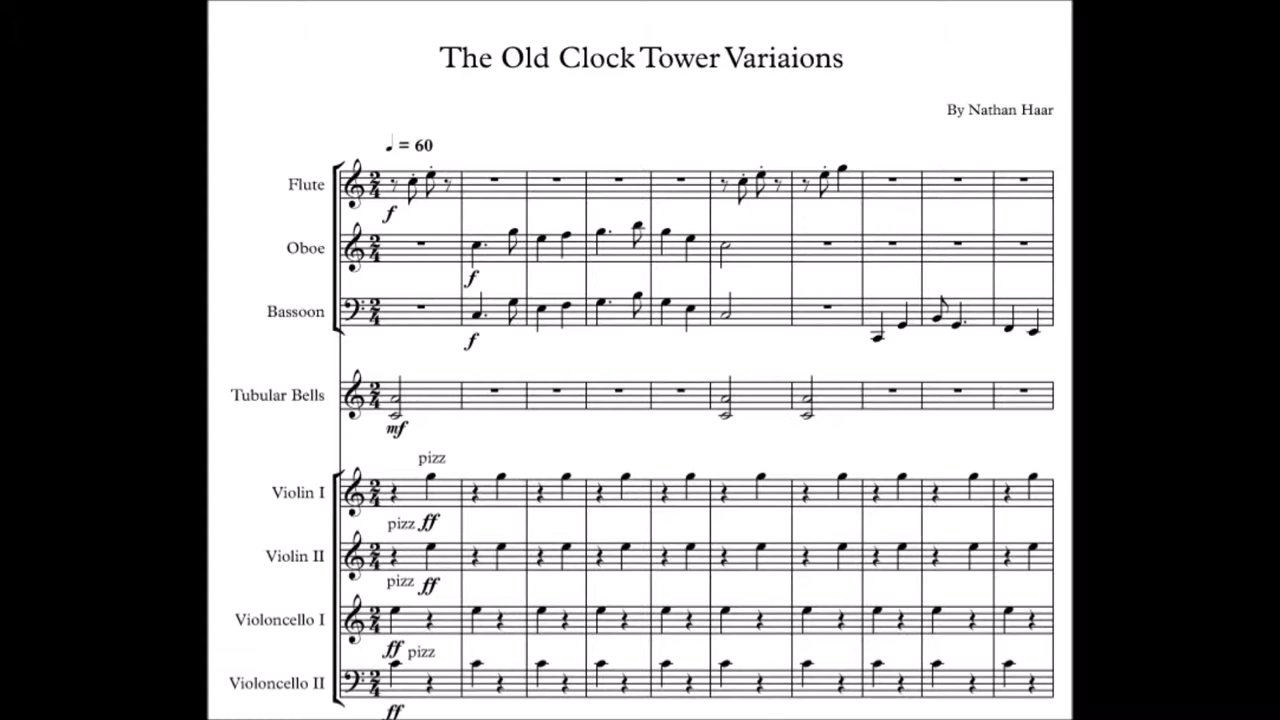 The Old Clock Tower Variaions
By Nathan Haar
♩ = 60
Flute
f
Oboe
f
Bassoon
f
Tubular Bells
mf
pizz
Violin I
pizz ff
Violin II
pizz ff
Violoncello I
ff pizz
Violoncello II
ff